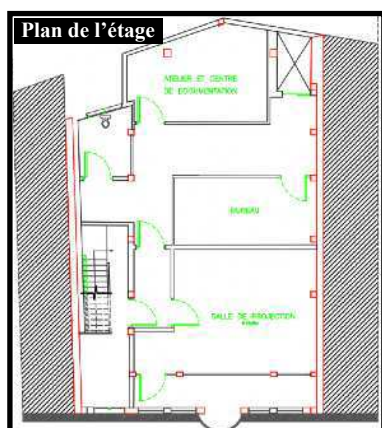 Plan de l'étage
ATELIER ET CENTRE
DE DOCUMENTATION
BUREAU
SALLE DE PROJECTION